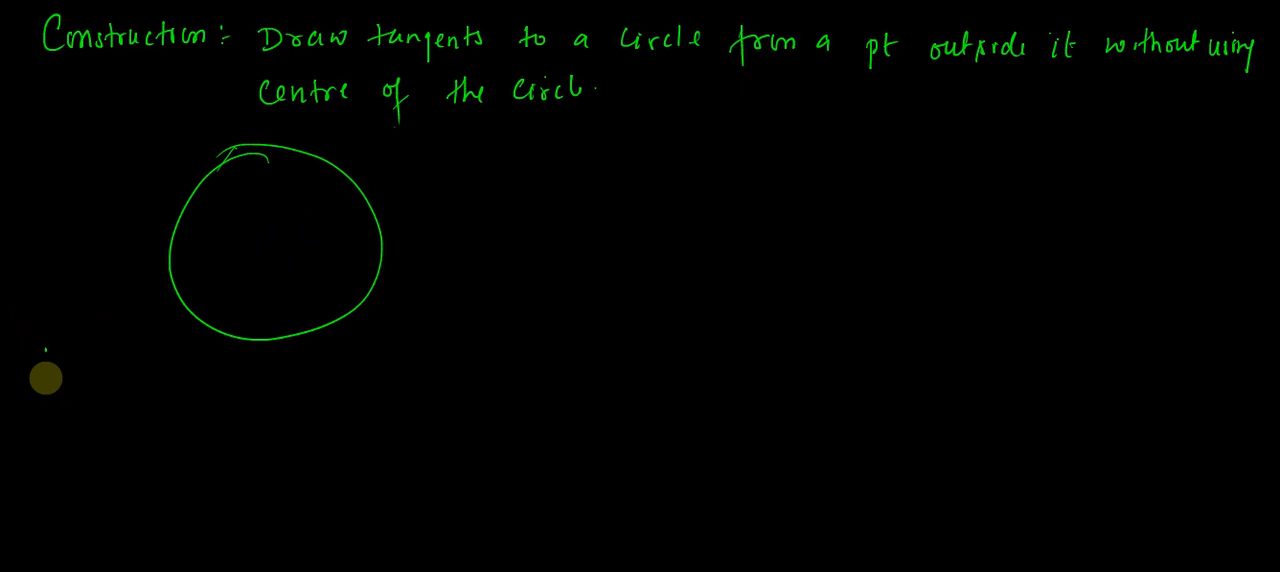 Construction:- Draw tangents to a circle from a pt outside it without using
Centre of the circle.